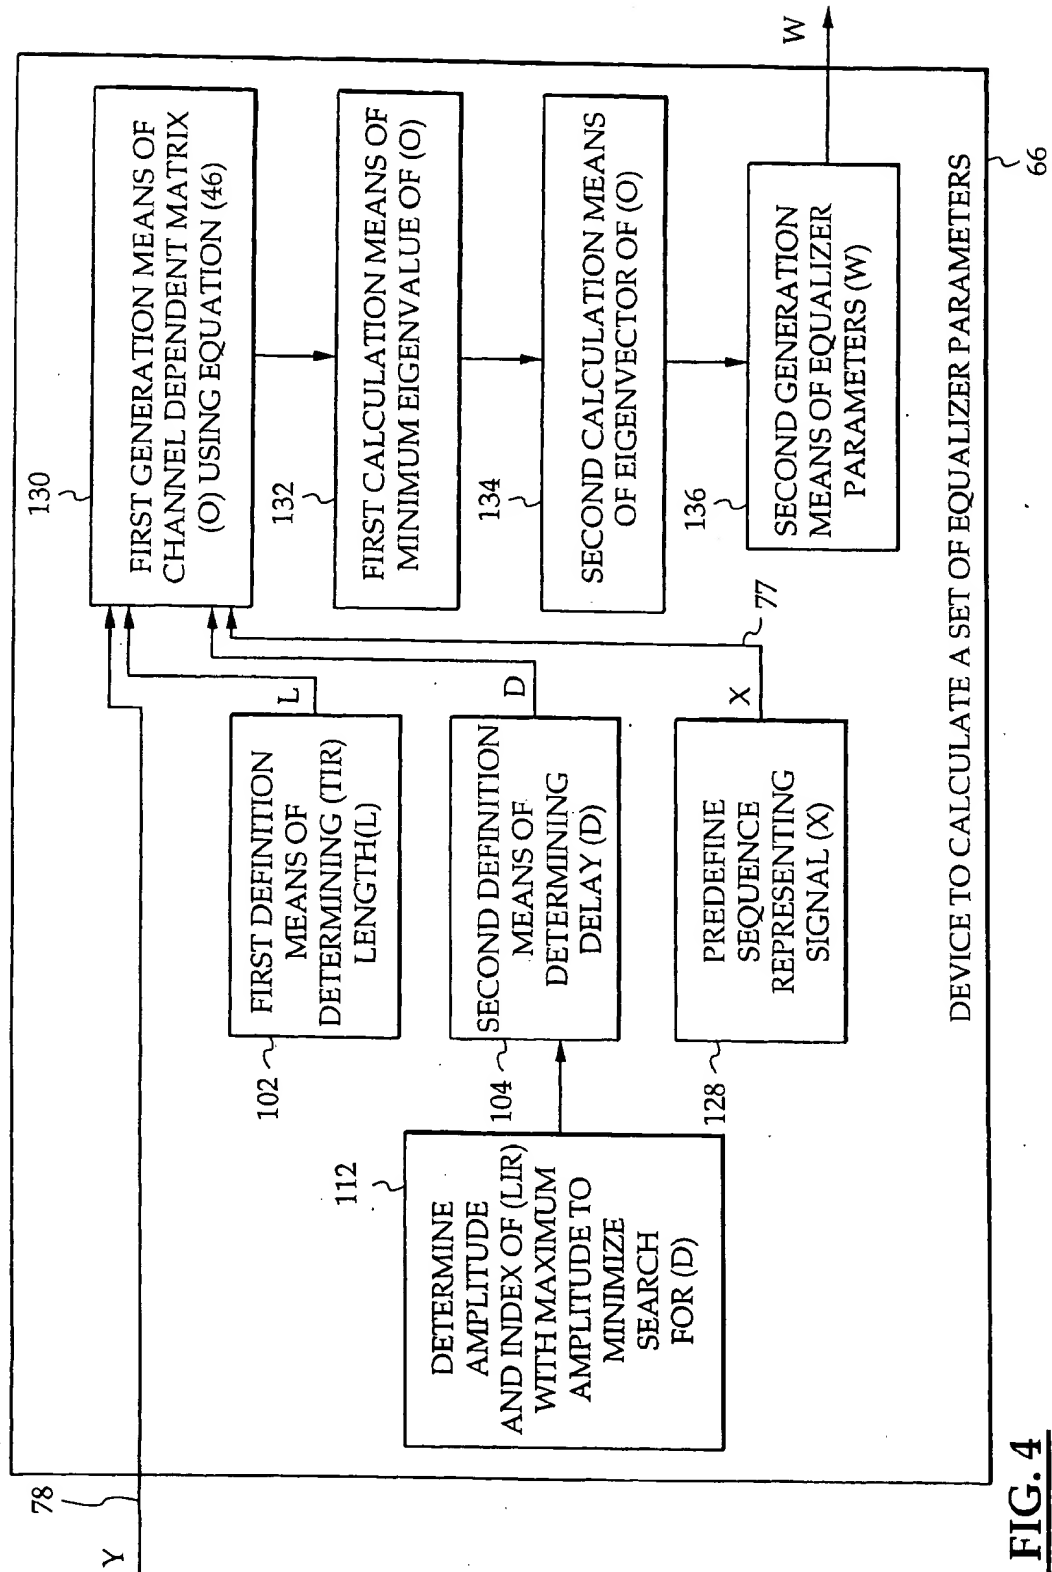 Y
78
130
FIRST GENERATION MEANS OF
CHANNEL DEPENDENT MATRIX
(O) USING EQUATION (46)
132
FIRST CALCULATION MEANS OF
MINIMUM EIGENVALUE OF (O)
134
SECOND CALCULATION MEANS
OF EIGENVECTOR OF (O)
136
SECOND GENERATION
MEANS OF EQUALIZER
PARAMETERS (W)
W
102
FIRST DEFINITION
MEANS OF
DETERMINING (TIR)
LENGTH(L)
L
104
SECOND DEFINITION
MEANS OF
DETERMINING
DELAY (D)
D
128
PREDEFINE
SEQUENCE
REPRESENTING
SIGNAL (X)
X
77
112
DETERMINE
AMPLITUDE
AND INDEX OF (LIR)
WITH MAXIMUM
AMPLITUDE TO
MINIMIZE
SEARCH
FOR (D)
DEVICE TO CALCULATE A SET OF EQUALIZER PARAMETERS
66
FIG. 4